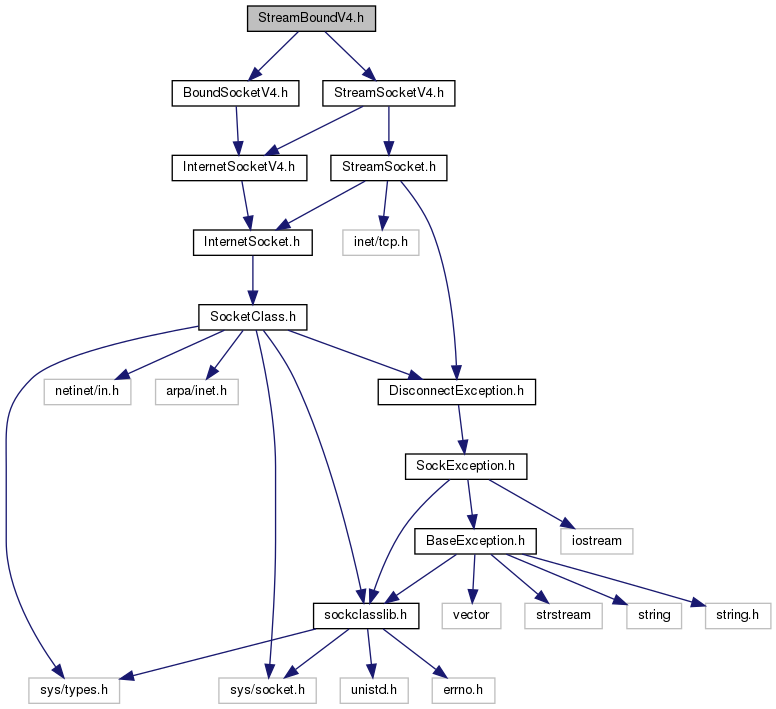 StreamBoundV4.h
BoundSocketV4.h
StreamSocketV4.h
InternetSocketV4.h
StreamSocket.h
InternetSocket.h
inet/tcp.h
SocketClass.h
netinet/in.h
arpa/inet.h
DisconnectException.h
SockException.h
BaseException.h
iostream
sockclasslib.h
vector
strstream
string
string.h
sys/types.h
sys/socket.h
unistd.h
errno.h